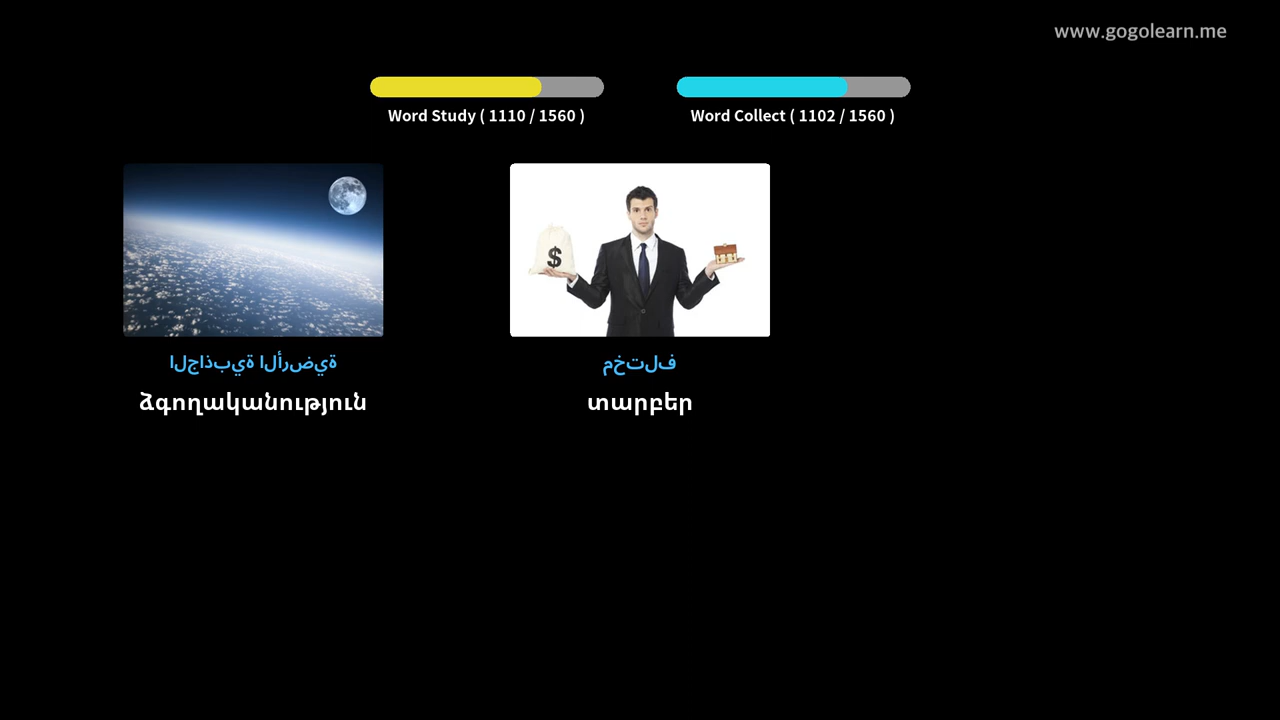 www.gogolearn.me
Word Study ( 1110 / 1560 )
Word Collect ( 1102 / 1560 )
الجاذبية الأرضية
ձգողականություն
مختلف
տարբեր